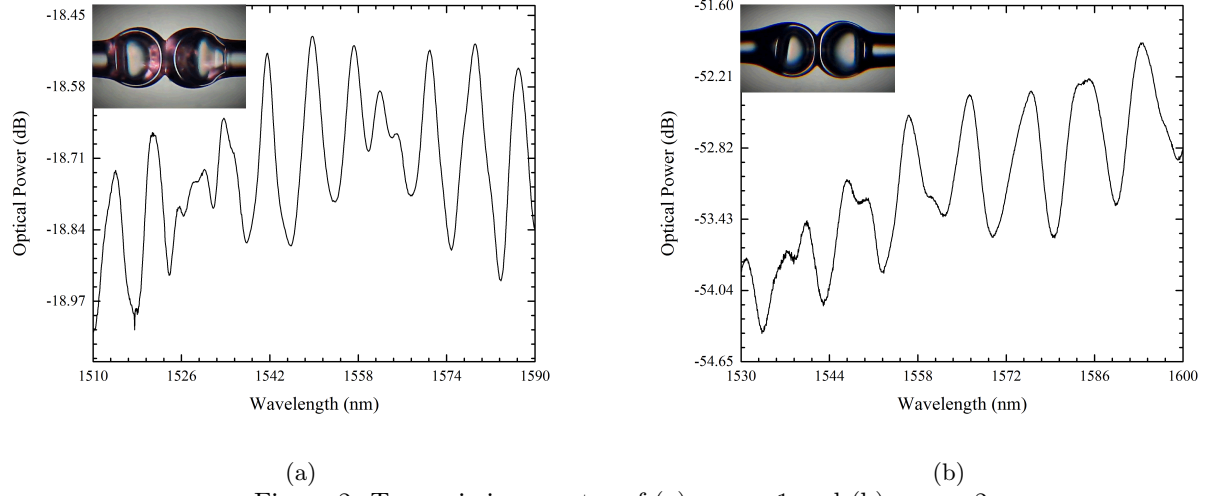 -18.45
-18.58
-18.71
-18.84
-18.97
Optical Power (dB)
1510 1526 1542 1558 1574 1590
Wavelength (nm)
(a)
-51.60
-52.21
-52.82
-53.43
-54.04
-54.65
Optical Power (dB)
1530 1544 1558 1572 1586 1600
Wavelength (nm)
(b)